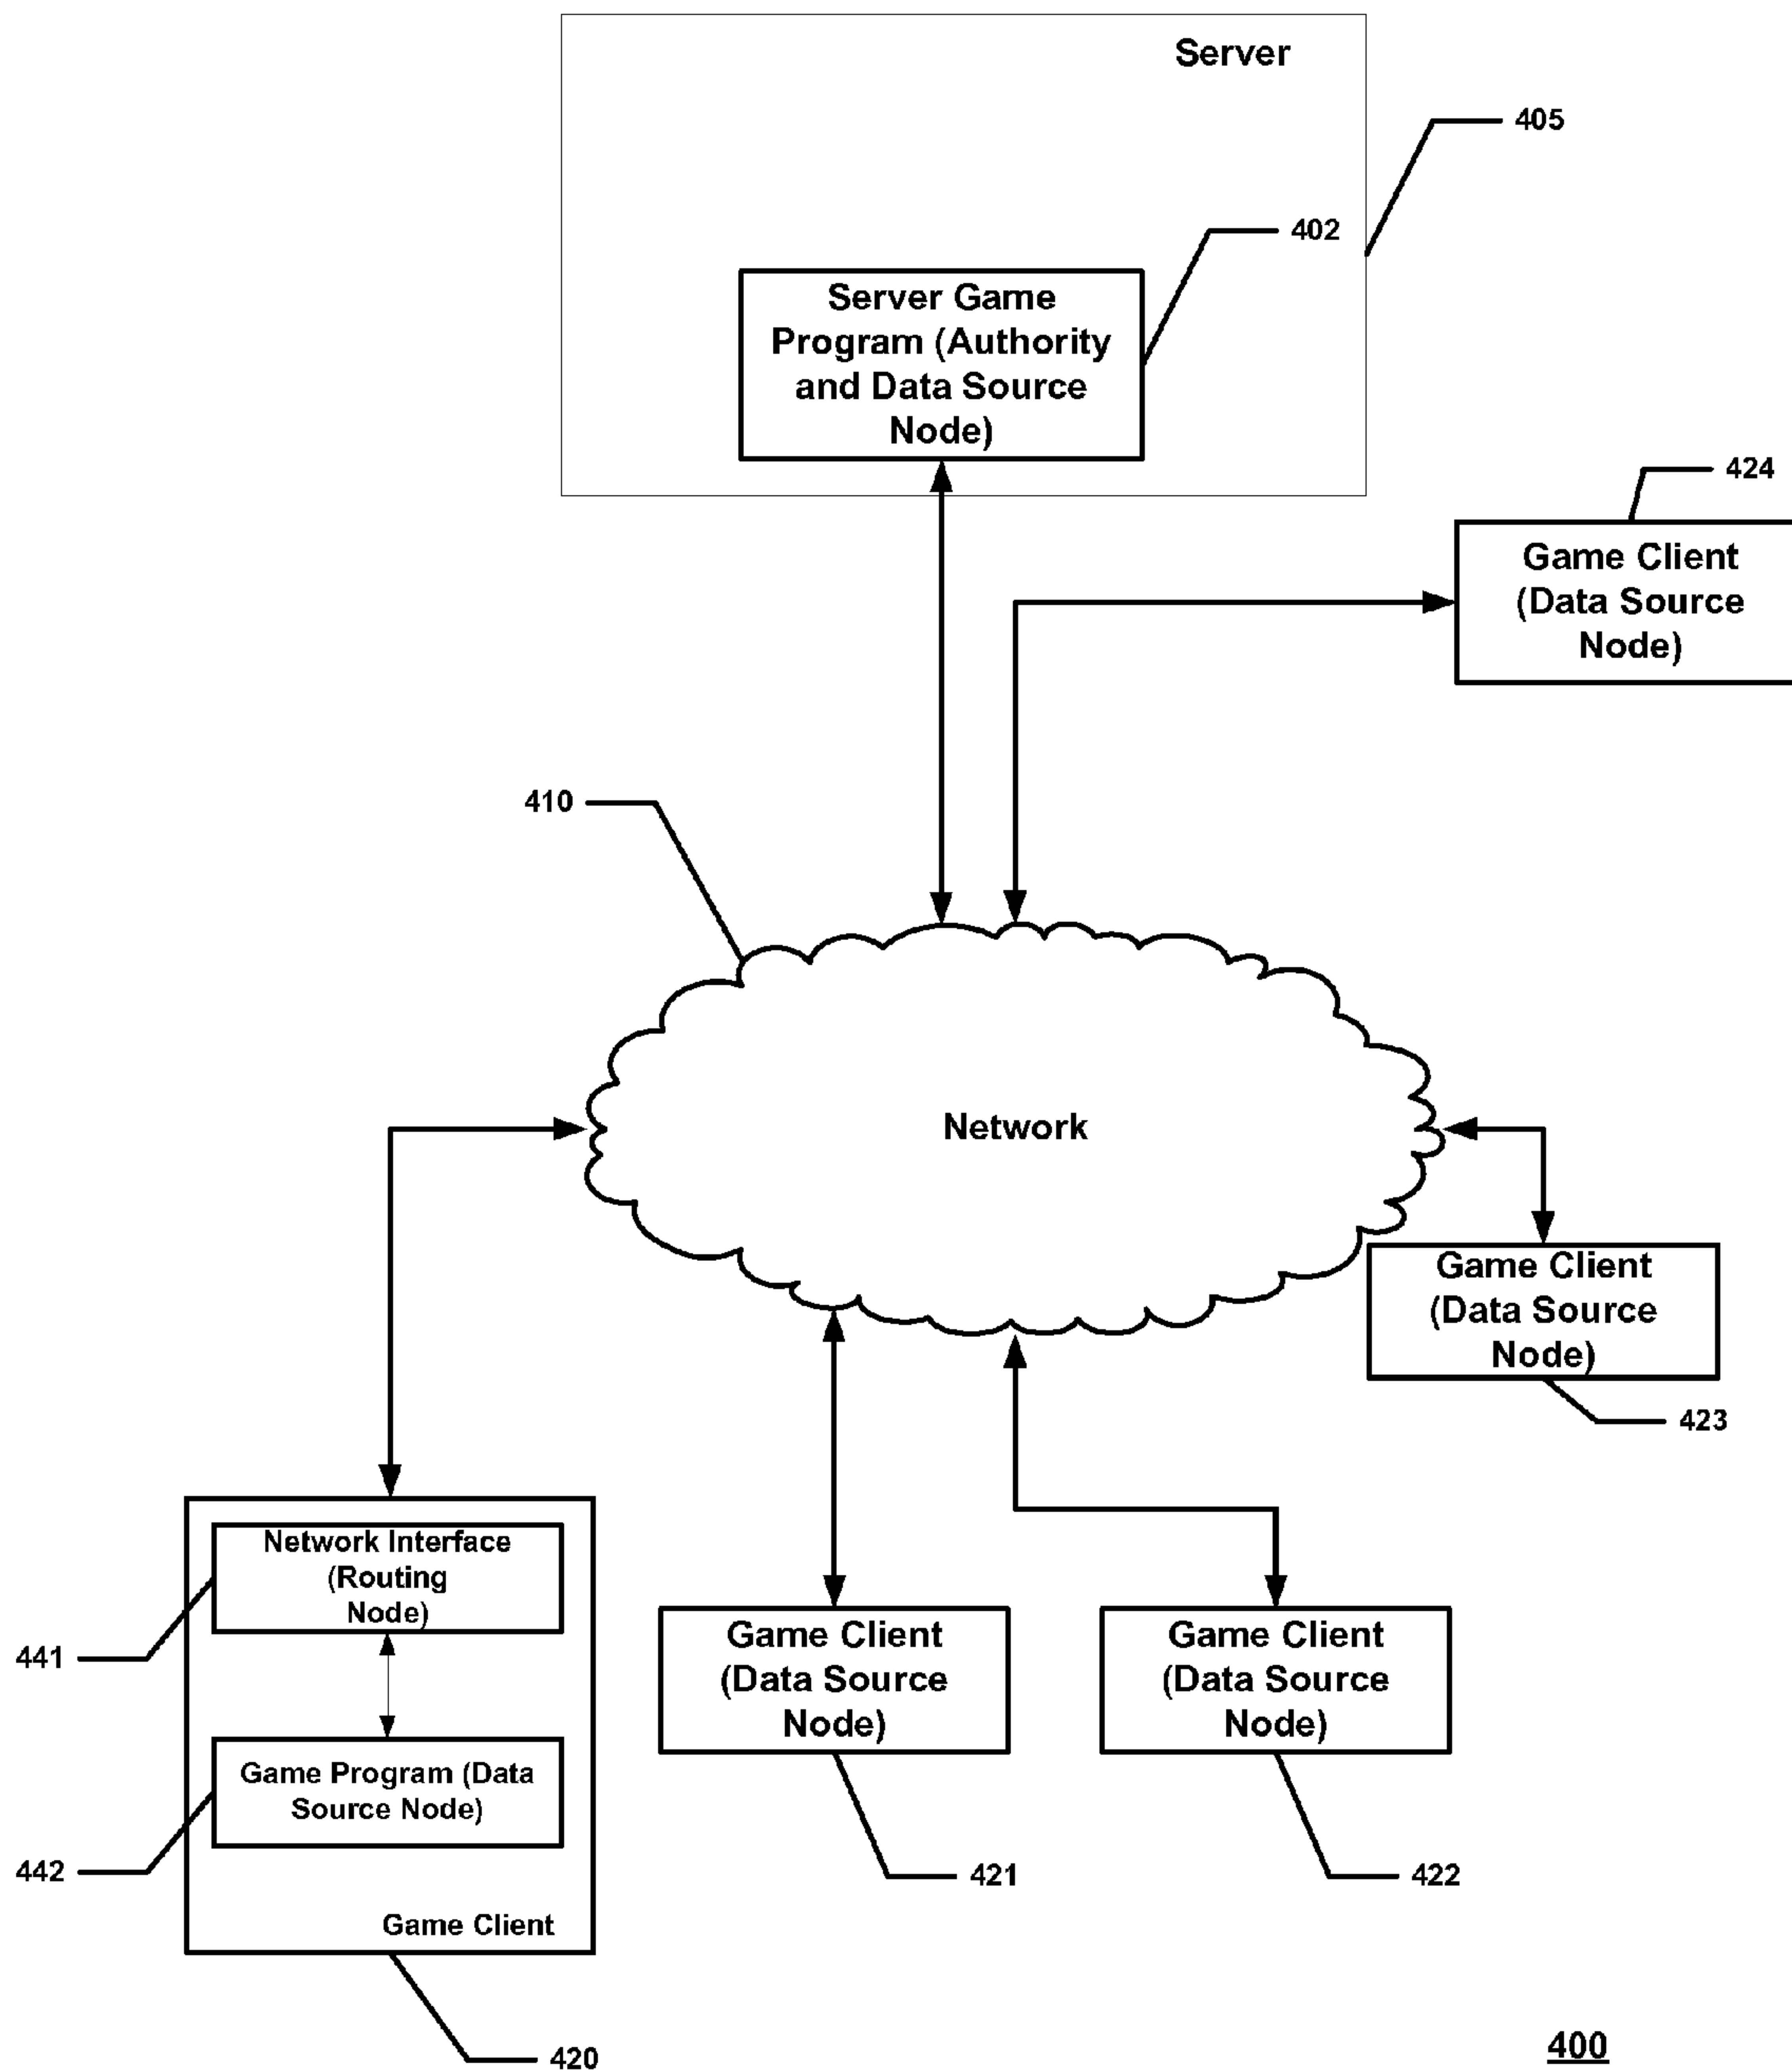 Server
405
402
Server Game
Program (Authority
and Data Source
Node)
424
Game Client
(Data Source
Node)
410
Network
Game Client
(Data Source
Node)
423
Network Interface
(Routing
Node)
441
Game Program (Data
Source Node)
442
Game Client
420
Game Client
(Data Source
Node)
421
Game Client
(Data Source
Node)
422
400